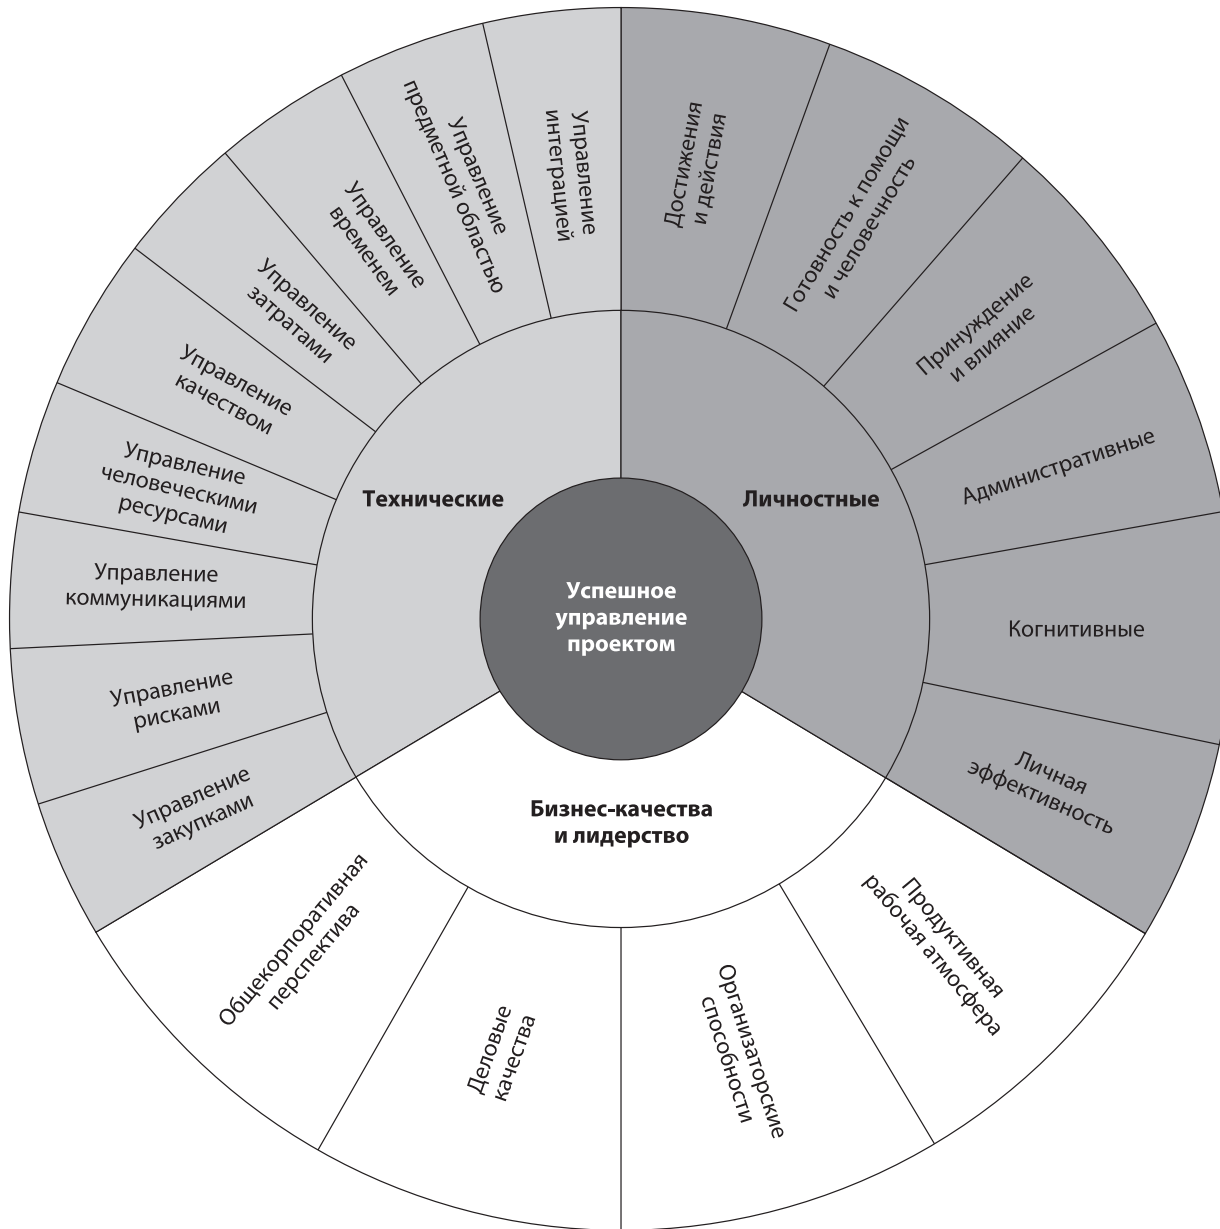 Успешное
управление
проектом
Технические
Управление
интеграцией
Управление
предметной областью
Управление
временем
Управление
затратами
Управление
качеством
Управление
человеческими
ресурсами
Управление
коммуникациями
Управление
рисками
Управление
закупками
Личностные
Достижения
и действия
Готовность к помощи
и человечность
Принуждение
и влияние
Административные
Когнитивные
Личная
эффективность
Бизнес-качества
и лидерство
Общекорпоративная
перспектива
Деловые
качества
Организаторские
способности
Продуктивная
рабочая атмосфера